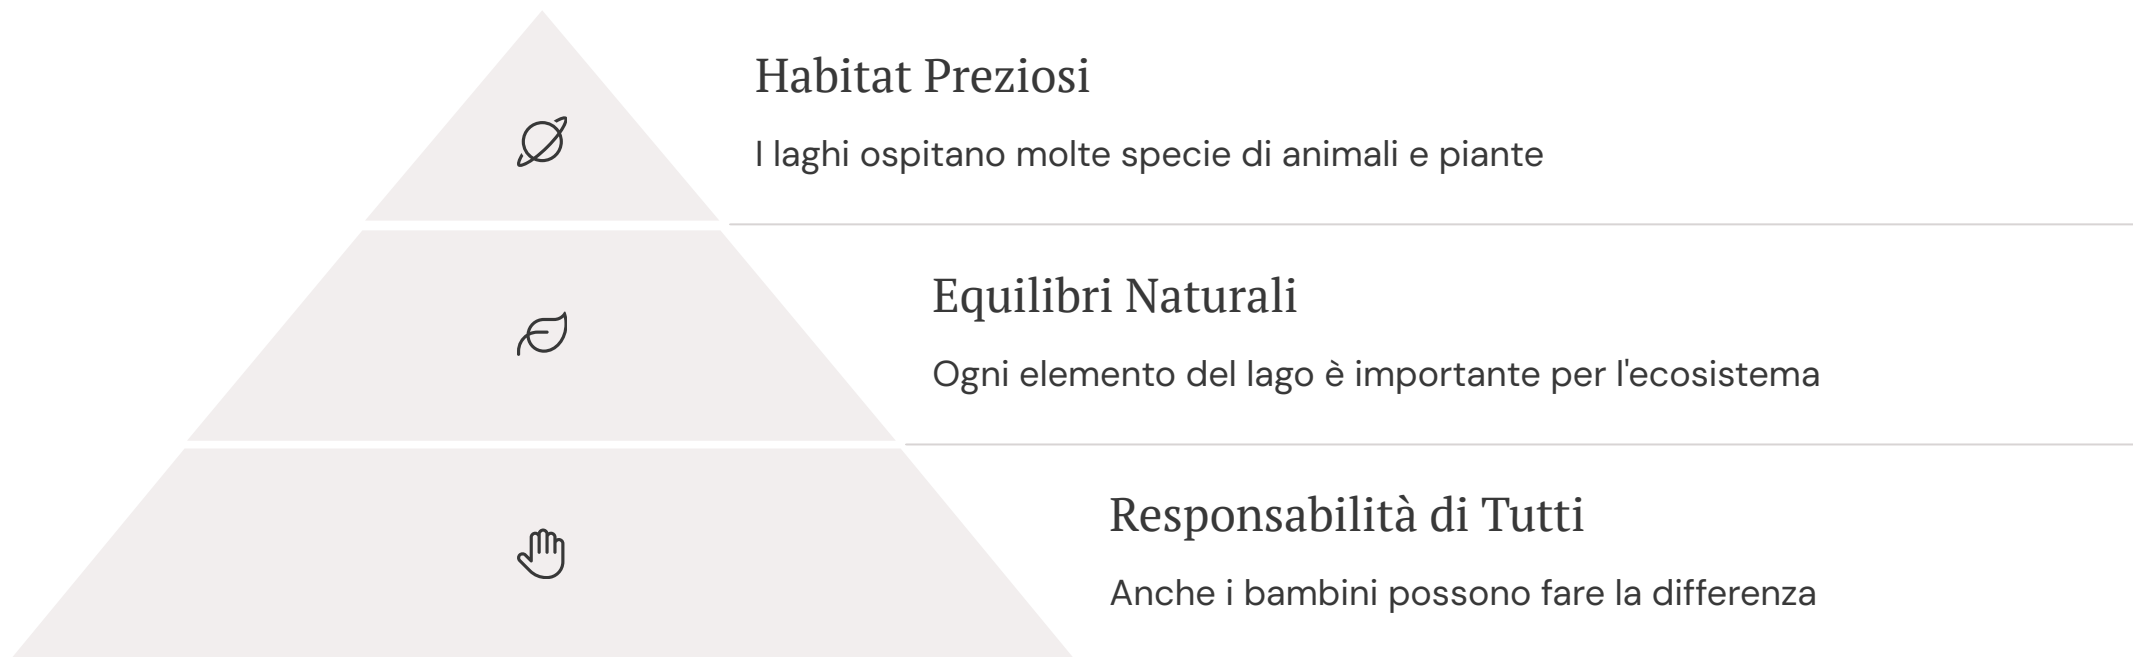 Habitat Preziosi
I laghi ospitano molte specie di animali e piante
Equilibri Naturali
Ogni elemento del lago è importante per l'ecosistema
Responsabilità di Tutti
Anche i bambini possono fare la differenza